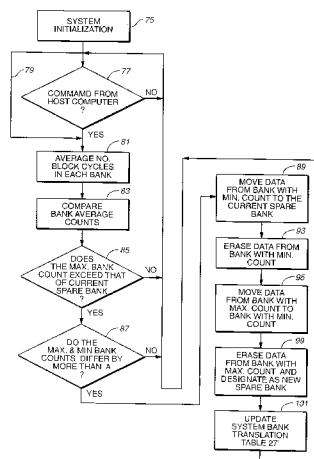 SYSTEM
INITIALIZATION
75
79
77
COMMAND FROM
HOST COMPUTER
?
NO
YES
81
AVERAGE NO.
BLOCK CYCLES
IN EACH BANK
83
COMPARE
BANK AVERAGE
COUNTS
85
DOES
THE MAX. BANK
COUNT EXCEED THAT
OF CURRENT
SPARE BANK
?
NO
YES
87
DO THE
MAX. & MIN BANK
COUNTS DIFFER BY
MORE THAN A
?
NO
YES
89
MOVE DATA
FROM BANK WITH
MIN. COUNT TO THE
CURRENT SPARE
BANK
93
ERASE DATA FROM
BANK WITH MIN.
COUNT
95
MOVE DATA
FROM BANK WITH
MAX. COUNT TO
BANK WITH MIN.
COUNT
99
ERASE DATA
FROM BANK WITH
MAX. COUNT AND
DESIGNATE AS NEW
SPARE BANK
101
UPDATE
SYSTEM BANK
TRANSLATION
TABLE 27'